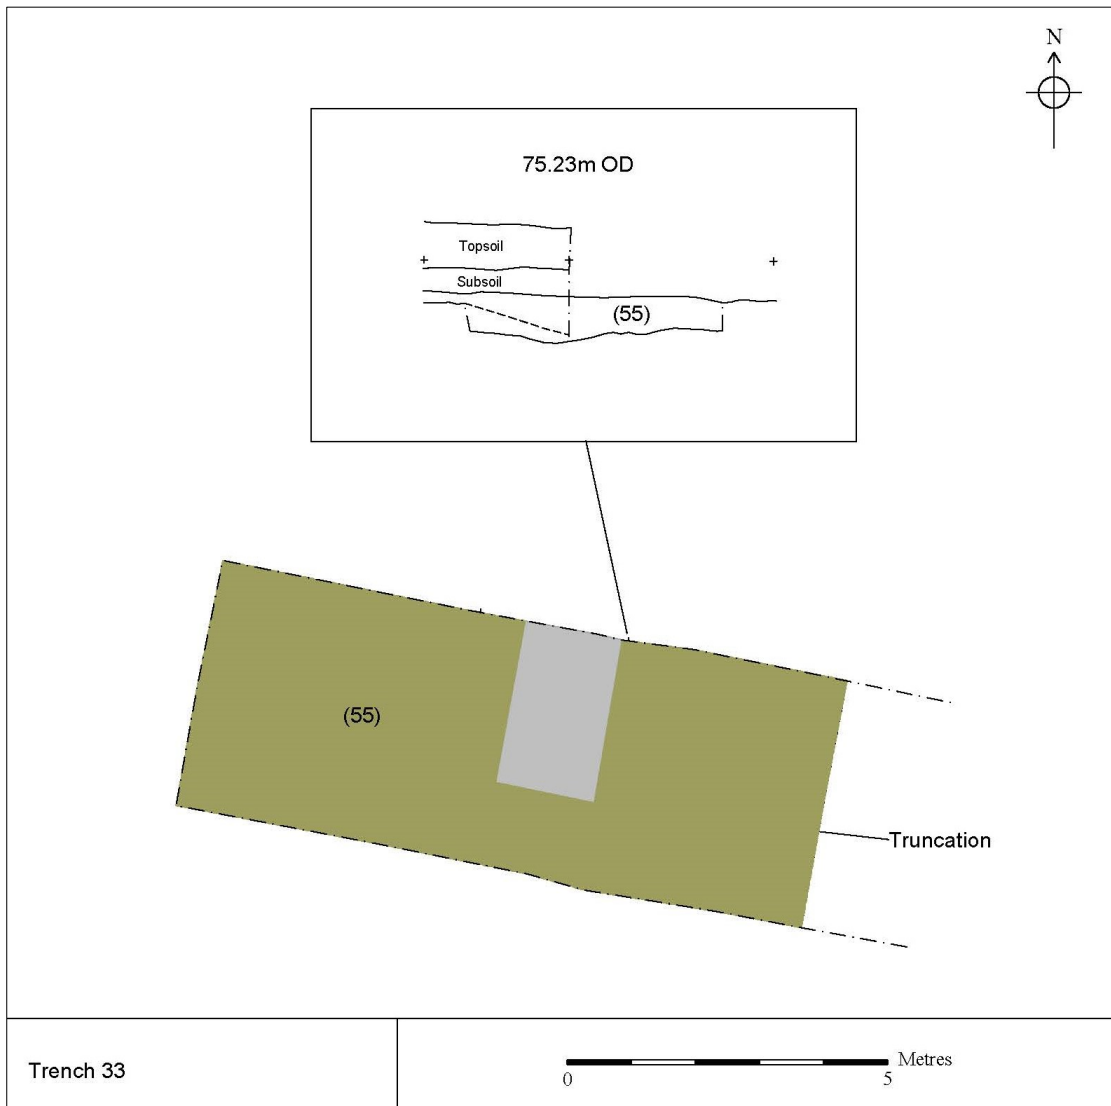 N
75.23m OD
Topsoil
Subsoil
(55)
(55)
Truncation
Trench 33
Metres
0 5